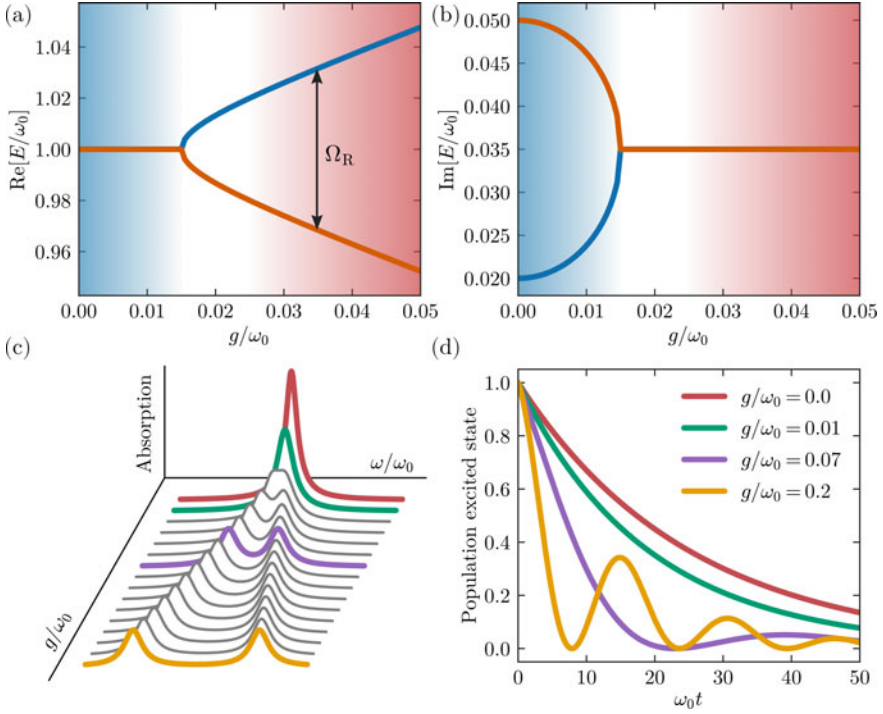 (a)
Re[E/ω₀]
1.04
1.02
1.00
0.98
0.96
Ω_R
0.00 0.01 0.02 0.03 0.04 0.05
g/ω₀
(b)
Im[E/ω₀]
0.050
0.045
0.040
0.035
0.030
0.025
0.020
0.00 0.01 0.02 0.03 0.04 0.05
g/ω₀
(c)
Absorption
ω/ω₀
g/ω₀
(d)
Population excited state
1.0
0.8
0.6
0.4
0.2
0.0
g/ω₀ = 0.0
g/ω₀ = 0.01
g/ω₀ = 0.07
g/ω₀ = 0.2
0 10 20 30 40 50
ω₀t